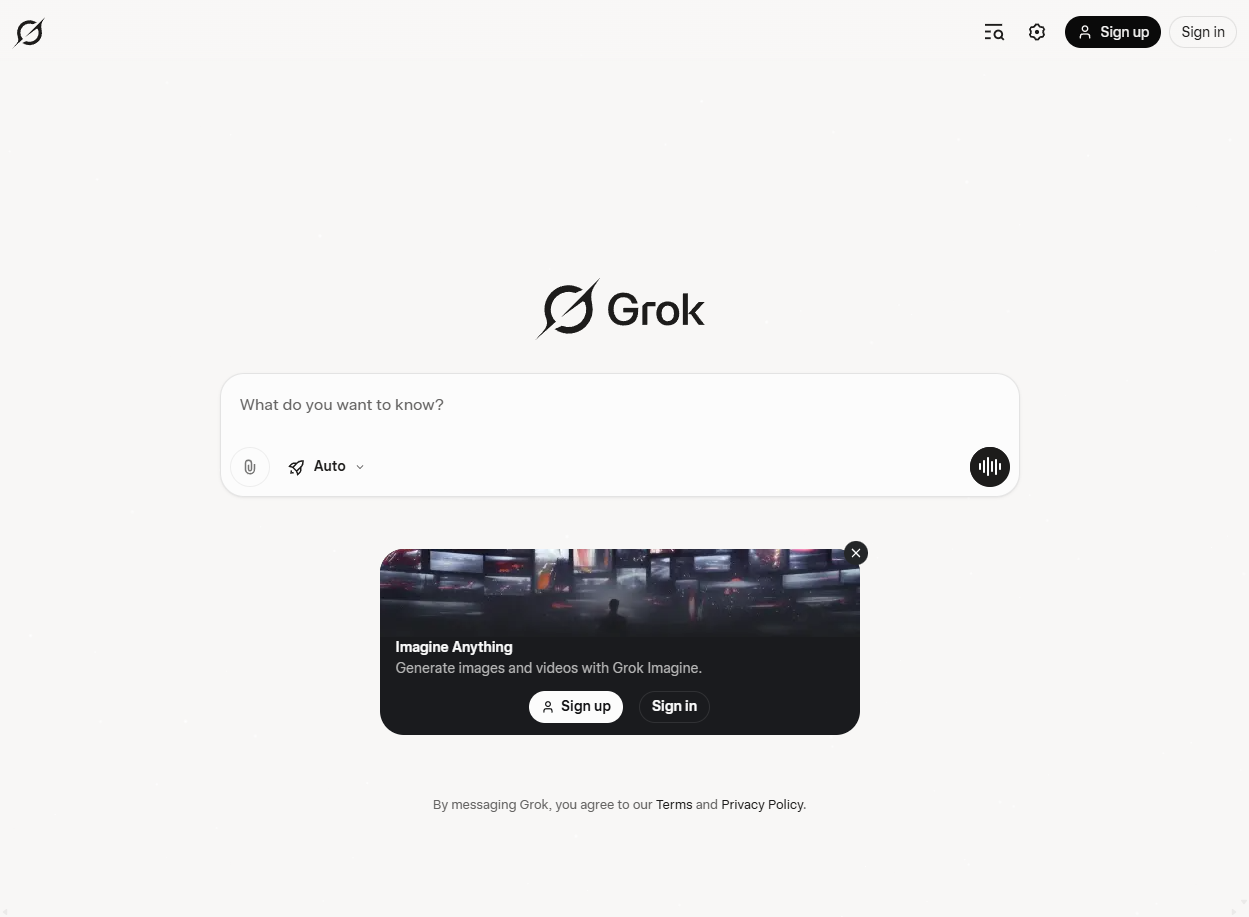 Sign up
Sign in
Grok
What do you want to know?
Auto
Imagine Anything
Generate images and videos with Grok Imagine.
Sign up
Sign in
By messaging Grok, you agree to our Terms and Privacy Policy.